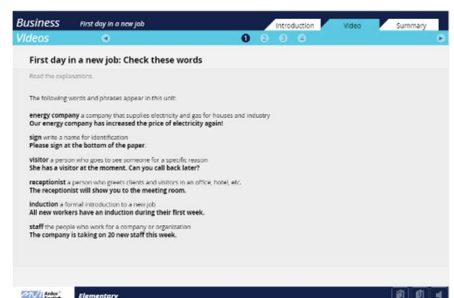 Business First day in a new job Introduction Video Summary
Videos 1 2 3 4
First day in a new job: Check these words
Read the explanations.
The following words and phrases appear in this unit:
energy company a company that supplies electricity and gas for houses and industry
Our energy company has increased the price of electricity again!
sign write a name for identification
Please sign at the bottom of the paper.
visitor a person who goes to see someone for a specific reason
She has a visitor at the moment. Can you call back later?
receptionist a person who greets clients and visitors in an office, hotel, etc.
The receptionist will show you to the meeting room.
induction a formal introduction to a new job
All new workers have an induction during their first week.
staff the people who work for a company or organization
The company is taking on 20 new staff this week.
Elementary